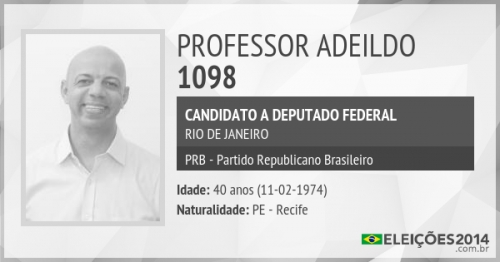 PROFESSOR ADEILDO
1098
CANDIDATO A DEPUTADO FEDERAL
RIO DE JANEIRO
PRB - Partido Republicano Brasileiro
Idade: 40 anos (11-02-1974)
Naturalidade: PE - Recife
ELEIÇÕES2014
.com.br